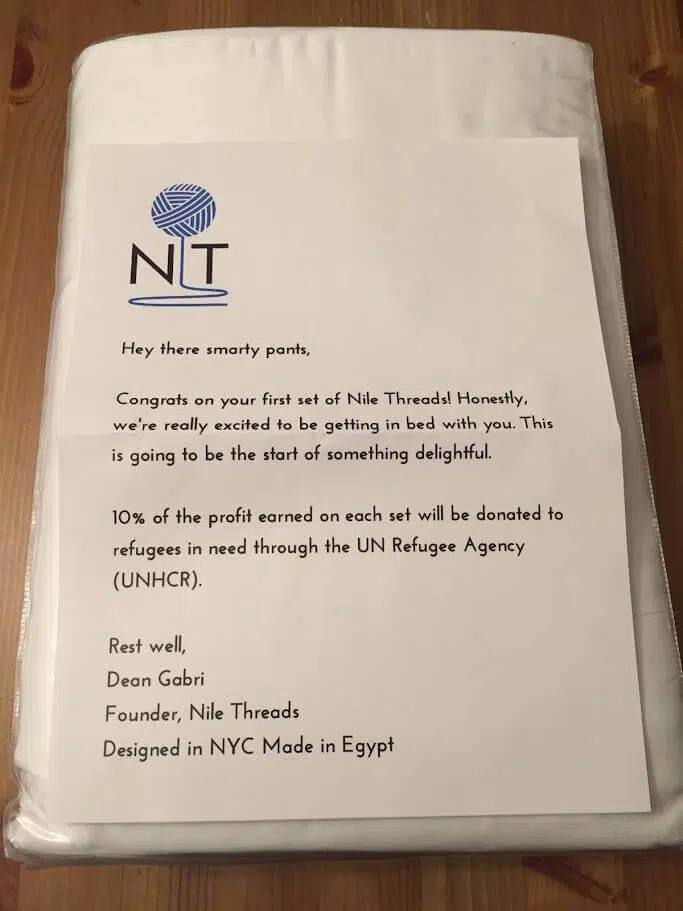 NT
Hey there smarty pants,
Congrats on your first set of Nile Threads! Honestly,
we're really excited to be getting in bed with you. This
is going to be the start of something delightful.
10% of the profit earned on each set will be donated to
refugees in need through the UN Refugee Agency
(UNHCR).
Rest well,
Dean Gabri
Founder, Nile Threads
Designed in NYC Made in Egypt